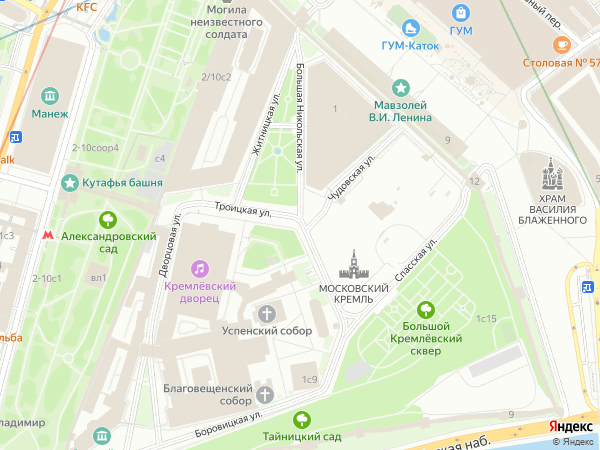 KFC
Могила
неизвестного
солдата
ГУМ
ГУМ-Каток
пер.
Столовая № 57
2/10с2
Манеж
Мавзолей
В.И. Ленина
Житницкая ул.
Большая Никольская ул.
1
9
2-10соор4
с4
Чудовская ул.
Кутафья башня
12
ХРАМ
ВАСИЛИЯ
БЛАЖЕННОГО
Троицкая ул.
Александровский
сад
1с3
Дворцовая ул.
Спасская ул.
2-10с1
вл1
Кремлёвский
дворец
МОСКОВСКИЙ
КРЕМЛЬ
Большой
Кремлёвский
сквер
1с15
Успенский собор
1с9
Благовещенский
собор
Боровицкая ул.
Тайницкий сад
9
наб.
Яндекс
© Яндекс